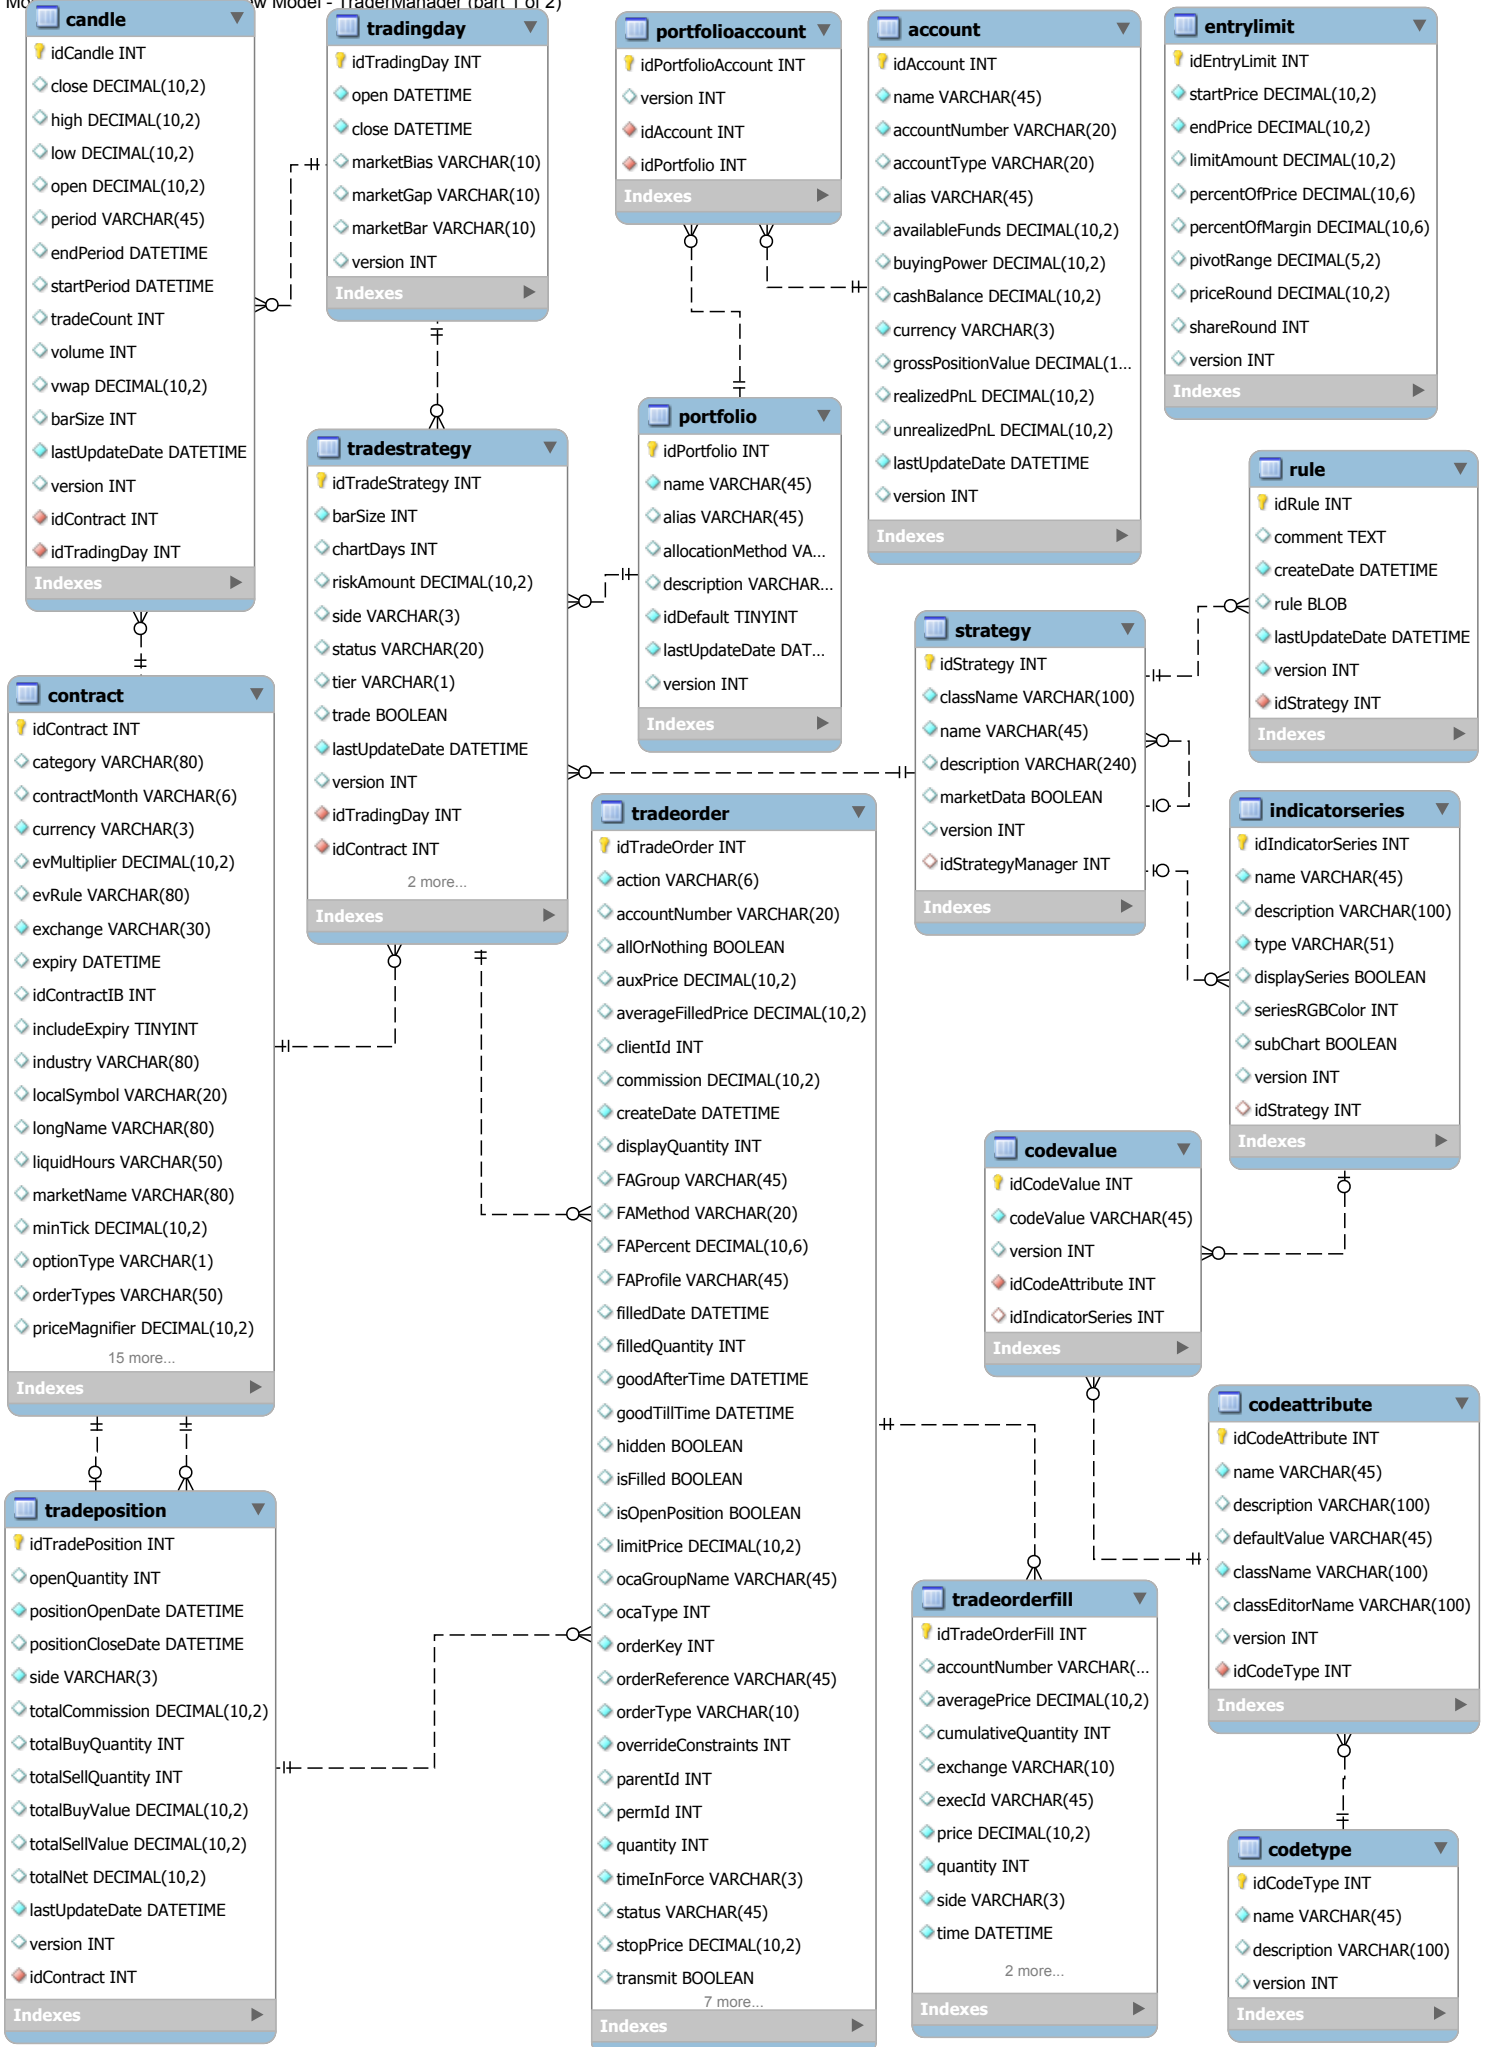 w Model - TraderManager (part 1 of 2)
candle
idCandle INT
close DECIMAL(10,2)
high DECIMAL(10,2)
low DECIMAL(10,2)
open DECIMAL(10,2)
period VARCHAR(45)
endPeriod DATETIME
startPeriod DATETIME
tradeCount INT
volume INT
vwap DECIMAL(10,2)
barSize INT
lastUpdateDate DATETIME
version INT
idContract INT
idTradingDay INT
Indexes
tradingday
idTradingDay INT
open DATETIME
close DATETIME
marketBias VARCHAR(10)
marketGap VARCHAR(10)
marketBar VARCHAR(10)
version INT
Indexes
portfolioaccount
idPortfolioAccount INT
version INT
idAccount INT
idPortfolio INT
Indexes
account
idAccount INT
name VARCHAR(45)
accountNumber VARCHAR(20)
accountType VARCHAR(20)
alias VARCHAR(45)
availableFunds DECIMAL(10,2)
buyingPower DECIMAL(10,2)
cashBalance DECIMAL(10,2)
currency VARCHAR(3)
grossPositionValue DECIMAL(1...
realizedPnL DECIMAL(10,2)
unrealizedPnL DECIMAL(10,2)
lastUpdateDate DATETIME
version INT
Indexes
entrylimit
idEntryLimit INT
startPrice DECIMAL(10,2)
endPrice DECIMAL(10,2)
limitAmount DECIMAL(10,2)
percentOfPrice DECIMAL(10,6)
percentOfMargin DECIMAL(10,6)
pivotRange DECIMAL(5,2)
priceRound DECIMAL(10,2)
shareRound INT
version INT
Indexes
tradestrategy
idTradeStrategy INT
barSize INT
chartDays INT
riskAmount DECIMAL(10,2)
side VARCHAR(3)
status VARCHAR(20)
tier VARCHAR(1)
trade BOOLEAN
lastUpdateDate DATETIME
version INT
idTradingDay INT
idContract INT
2 more...
Indexes
portfolio
idPortfolio INT
name VARCHAR(45)
alias VARCHAR(45)
allocationMethod VA...
description VARCHAR...
idDefault TINYINT
lastUpdateDate DAT...
version INT
Indexes
rule
idRule INT
comment TEXT
createDate DATETIME
rule BLOB
lastUpdateDate DATETIME
version INT
idStrategy INT
Indexes
strategy
idStrategy INT
className VARCHAR(100)
name VARCHAR(45)
description VARCHAR(240)
marketData BOOLEAN
version INT
idStrategyManager INT
Indexes
contract
idContract INT
category VARCHAR(80)
contractMonth VARCHAR(6)
currency VARCHAR(3)
evMultiplier DECIMAL(10,2)
evRule VARCHAR(80)
exchange VARCHAR(30)
expiry DATETIME
idContractIB INT
includeExpiry TINYINT
industry VARCHAR(80)
localSymbol VARCHAR(20)
longName VARCHAR(80)
liquidHours VARCHAR(50)
marketName VARCHAR(80)
minTick DECIMAL(10,2)
optionType VARCHAR(1)
orderTypes VARCHAR(50)
priceMagnifier DECIMAL(10,2)
15 more...
Indexes
tradeorder
idTradeOrder INT
action VARCHAR(6)
accountNumber VARCHAR(20)
allOrNothing BOOLEAN
auxPrice DECIMAL(10,2)
averageFilledPrice DECIMAL(10,2)
clientId INT
commission DECIMAL(10,2)
createDate DATETIME
displayQuantity INT
FAGroup VARCHAR(45)
FAMethod VARCHAR(20)
FAPercent DECIMAL(10,6)
FAProfile VARCHAR(45)
filledDate DATETIME
filledQuantity INT
goodAfterTime DATETIME
goodTillTime DATETIME
hidden BOOLEAN
isFilled BOOLEAN
isOpenPosition BOOLEAN
limitPrice DECIMAL(10,2)
ocaGroupName VARCHAR(45)
ocaType INT
orderKey INT
orderReference VARCHAR(45)
orderType VARCHAR(10)
overrideConstraints INT
parentId INT
permId INT
quantity INT
timeInForce VARCHAR(3)
status VARCHAR(45)
stopPrice DECIMAL(10,2)
transmit BOOLEAN
7 more...
Indexes
indicatorseries
idIndicatorSeries INT
name VARCHAR(45)
description VARCHAR(100)
type VARCHAR(51)
displaySeries BOOLEAN
seriesRGBColor INT
subChart BOOLEAN
version INT
idStrategy INT
Indexes
codevalue
idCodeValue INT
codeValue VARCHAR(45)
version INT
idCodeAttribute INT
idIndicatorSeries INT
Indexes
codeattribute
idCodeAttribute INT
name VARCHAR(45)
description VARCHAR(100)
defaultValue VARCHAR(45)
className VARCHAR(100)
classEditorName VARCHAR(100)
version INT
idCodeType INT
Indexes
tradeposition
idTradePosition INT
openQuantity INT
positionOpenDate DATETIME
positionCloseDate DATETIME
side VARCHAR(3)
totalCommission DECIMAL(10,2)
totalBuyQuantity INT
totalSellQuantity INT
totalBuyValue DECIMAL(10,2)
totalSellValue DECIMAL(10,2)
totalNet DECIMAL(10,2)
lastUpdateDate DATETIME
version INT
idContract INT
Indexes
tradeorderfill
idTradeOrderFill INT
accountNumber VARCHAR(...
averagePrice DECIMAL(10,2)
cumulativeQuantity INT
exchange VARCHAR(10)
execId VARCHAR(45)
price DECIMAL(10,2)
quantity INT
side VARCHAR(3)
time DATETIME
2 more...
Indexes
codetype
idCodeType INT
name VARCHAR(45)
description VARCHAR(100)
version INT
Indexes